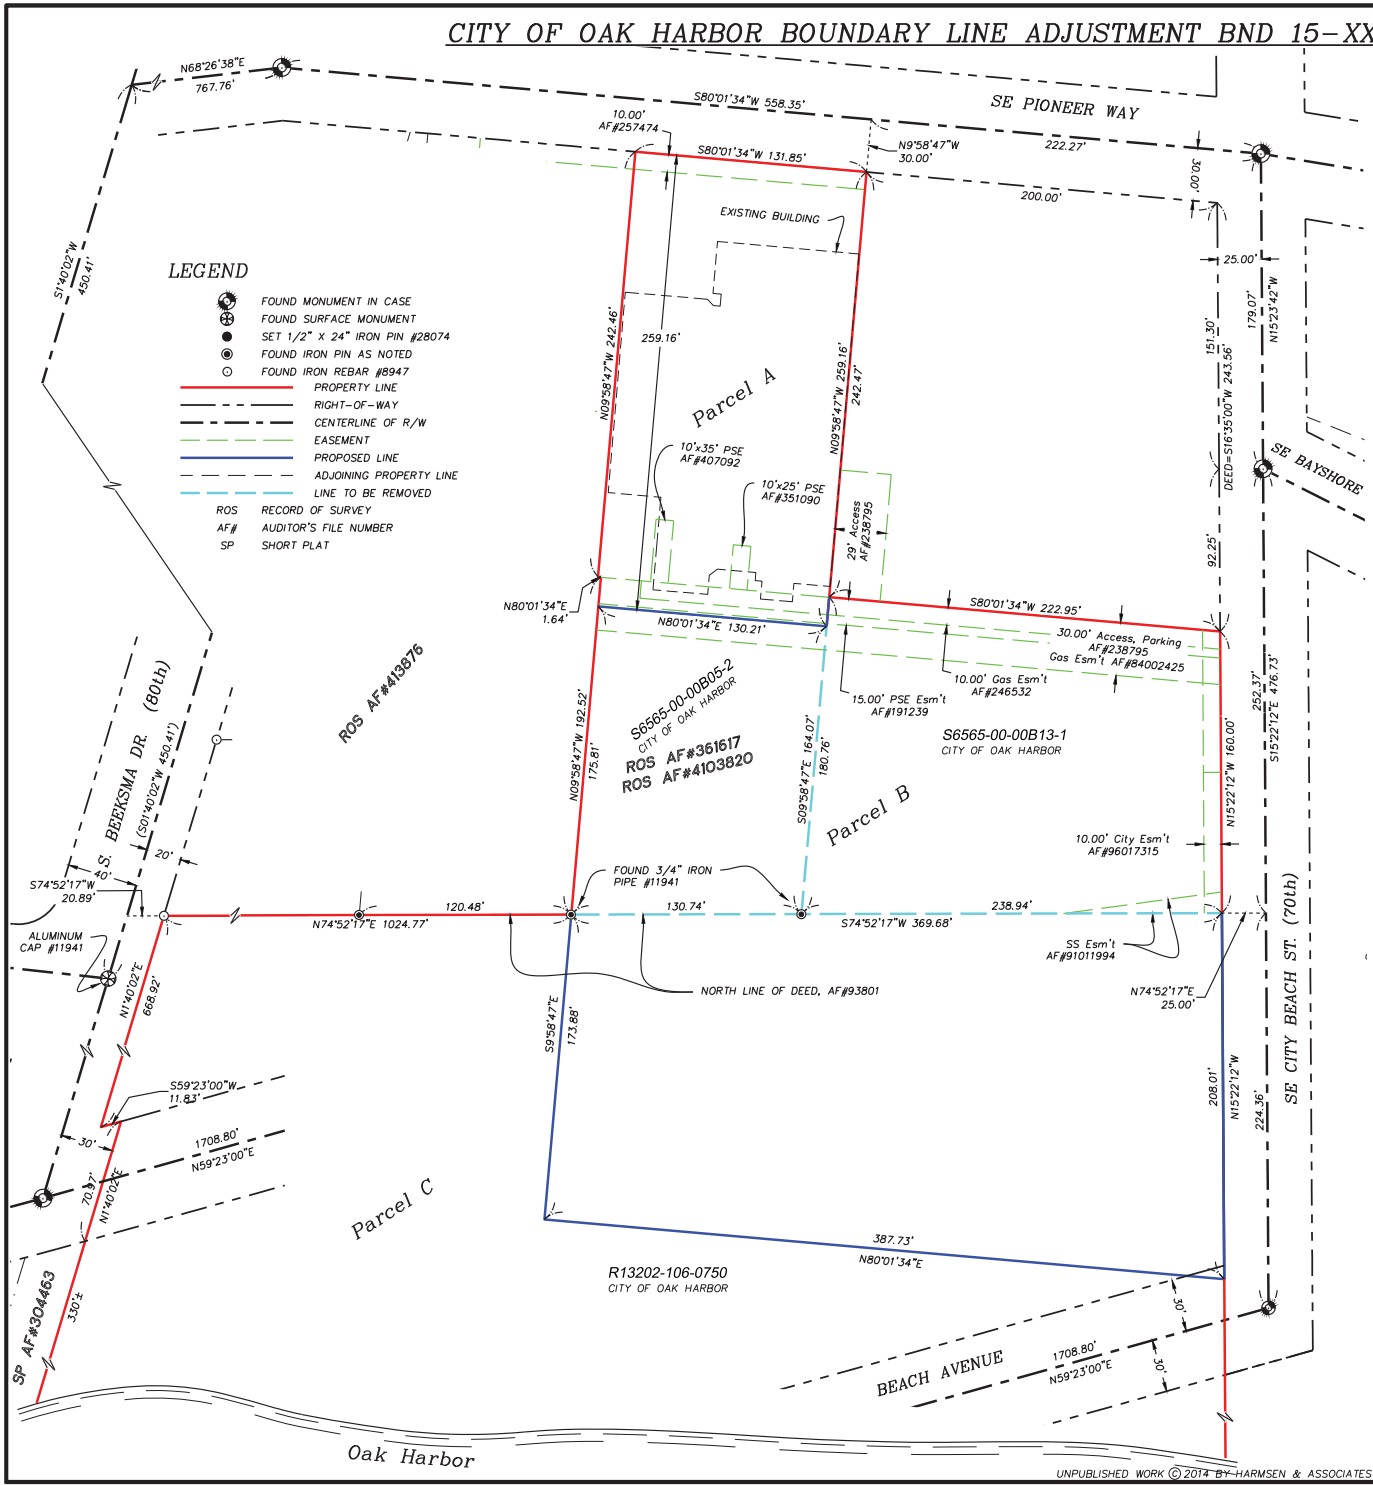 CITY OF OAK HARBOR BOUNDARY LINE ADJUSTMENT BND 15-XX
N68°26'38"E
767.76'
S80°01'34"W 558.35'
SE PIONEER WAY
222.27'
10.00'
AF#257474
S80°01'34"W 131.85'
N9°58'47"W
30.00'
30.00'
200.00'
EXISTING BUILDING
25.00'
S1°40'02"W
450.41'
LEGEND
FOUND MONUMENT IN CASE
FOUND SURFACE MONUMENT
SET 1/2" X 24" IRON PIN #28074
FOUND IRON PIN AS NOTED
FOUND IRON REBAR #8947
PROPERTY LINE
RIGHT-OF-WAY
CENTERLINE OF R/W
EASEMENT
PROPOSED LINE
ADJOINING PROPERTY LINE
LINE TO BE REMOVED
ROS RECORD OF SURVEY
AF# AUDITOR'S FILE NUMBER
SP SHORT PLAT
N09°58'47"W 242.46'
259.16'
Parcel A
N09°58'47"W 259.16'
242.47'
151.30'
DEED=S16°35'00"W 243.56'
92.25'
179.07'
N15°23'42"W
SE BAYSHORE
10'x35' PSE
AF#407092
10'x25' PSE
AF#351090
29' Access
AF#238795
N80°01'34"E
1.64'
N80°01'34"E 130.21'
S80°01'34"W 222.95'
30.00' Access, Parking
AF#238795
Gas Esm't AF#84002425
10.00' Gas Esm't
AF#246532
15.00' PSE Esm't
AF#191239
ROS AF#413876
S6565-00-00B05-2
CITY OF OAK HARBOR
ROS AF#361617
ROS AF#4103820
S6565-00-00B13-1
CITY OF OAK HARBOR
N09°58'47"W 192.52'
175.81'
S09°58'47"E 164.07'
180.76'
Parcel B
N15°22'12"W 160.00'
252.37'
S15°22'12"E 476.73'
10.00' City Esm't
AF#96017315
S. BEEKSMA DR. (80th)
(S01°40'02"W 450.41')
20'
40'
S74°52'17"W
20.89'
FOUND 3/4" IRON
PIPE #11941
120.48'
N74°52'17"E 1024.77'
130.74'
238.94'
S74°52'17"W 369.68'
ALUMINUM
CAP #11941
SS Esm't
AF#91011994
N74°52'17"E
25.00'
NORTH LINE OF DEED, AF#93801
N1°40'02"E
668.92'
S9°58'47"E
173.88'
208.01'
N15°22'12"W
224.36'
SE CITY BEACH ST. (70th)
S59°23'00"W
11.83'
30'
1708.80'
N59°23'00"E
70.97'
N1°40'02"E
Parcel C
387.73'
N80°01'34"E
R13202-106-0750
CITY OF OAK HARBOR
SP AF#304463
330'±
30'
BEACH AVENUE
1708.80'
N59°23'00"E
30'
Oak Harbor
UNPUBLISHED WORK © 2014 BY HARMSEN & ASSOCIATES